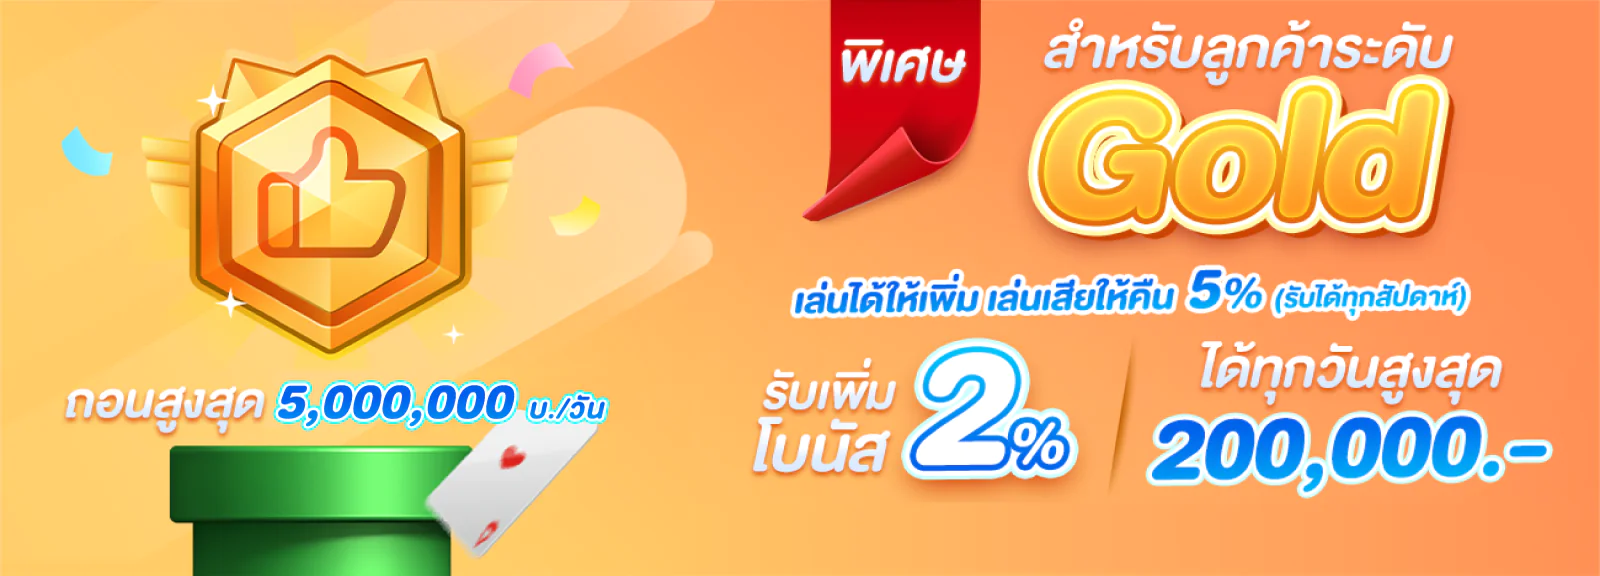 พิเศษ
สำหรับลูกค้าระดับ
Gold
เล่นได้ให้เพิ่ม เล่นเสียให้คืน 5% (รับได้ทุกสัปดาห์)
รับเพิ่ม
โบนัส 2%
ได้ทุกวันสูงสุด
200,000.-
ถอนสูงสุด 5,000,000 บ./วัน